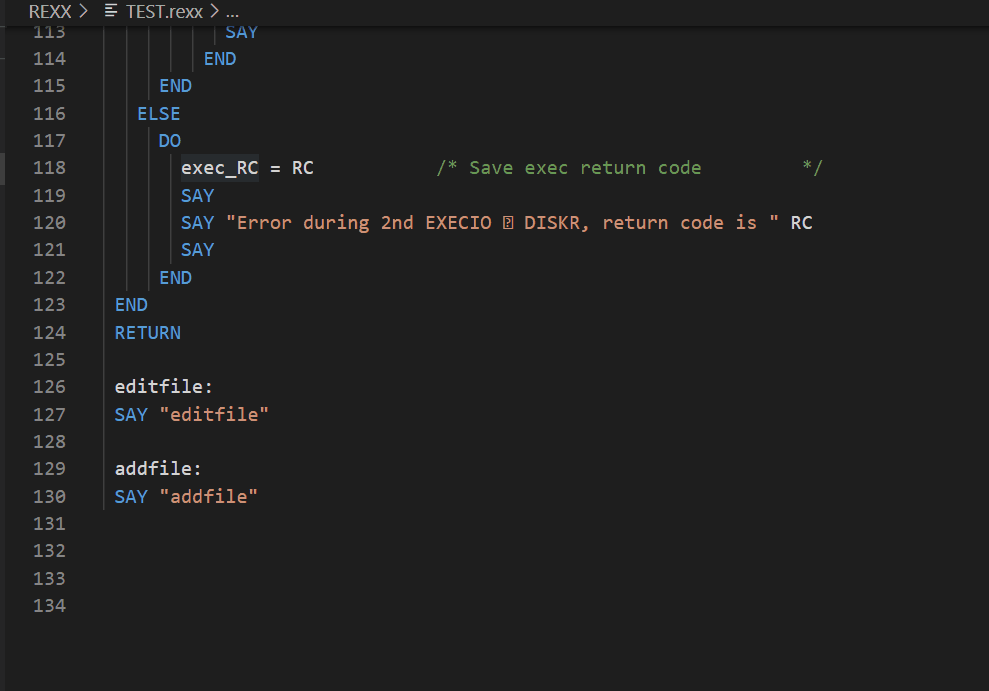 REXX > TEST.rexx > ...
113 SAY
114 END
115 END
116 ELSE
117 DO
118 exec_RC = RC /* Save exec return code */
119 SAY
120 SAY "Error during 2nd EXECIO ▯ DISKR, return code is " RC
121 SAY
122 END
123 END
124 RETURN
125
126 editfile:
127 SAY "editfile"
128
129 addfile:
130 SAY "addfile"
131
132
133
134